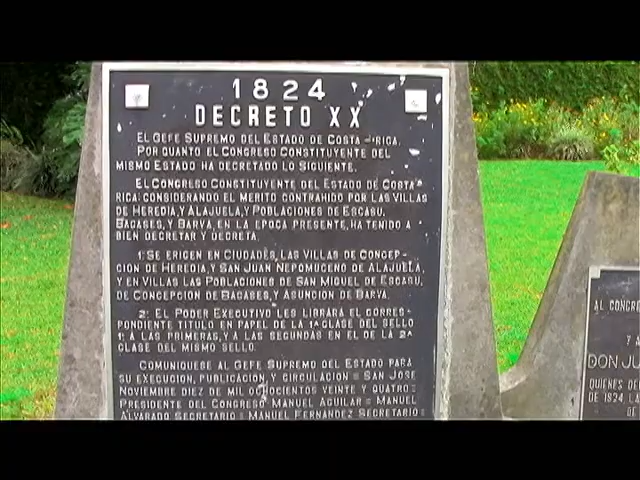 1824
DECRETO XX
EL GEFE SUPREMO DEL ESTADO DE COSTA-RICA.
POR QUANTO EL CONGRESO CONSTITUYENTE DEL
MISMO ESTADO HA DECRETADO LO SIGUIENTE.
EL CONGRESO CONSTITUYENTE DEL ESTADO DE COSTA
RICA: CONSIDERANDO EL MERITO CONTRAHIDO POR LAS VILLAS
DE HEREDIA, Y ALAJUELA, Y POBLACIONES DE ESCASU,
BAGASES, Y BARVA, EN LA EPOCA PRESENTE, HA TENIDO A
BIEN DECRETAR Y DECRETA.
1: SE ERIGEN EN CIUDADES, LAS VILLAS DE CONCEP-
CION DE HEREDIA, Y SAN JUAN NEPOMUCENO DE ALAJUELA,
Y EN VILLAS LAS POBLACIONES DE SAN MIGUEL DE ESCASU,
DE CONCEPCION DE BAGASES, Y ASUNCION DE BARVA.
2: EL PODER EXECUTIVO LES LIBRARA EL CORRES-
PONDIENTE TITULO EN PAPEL DE LA 1ª CLASE DEL SELLO
1: A LAS PRIMERAS, Y A LAS SEGUNDAS EN EL DE LA 2ª
CLASE DEL MISMO SELLO.
COMUNIQUESE AL GEFE SUPREMO DEL ESTADO PARA
SU EXECUCION, PUBLICACION, Y CIRCULACION = SAN JOSE
NOVIEMBRE DIEZ DE MIL OCHOCIENTOS VEINTE Y QUATRO =
PRESIDENTE DEL CONGRESO MANUEL AGUILAR = MANUEL
ALVARADO SECRETARIO = MANUEL FERNANDEZ SECRETARIO =
AL CONGR
Y A
DON JU
QUIENES DE
DE 1824, LA
DE